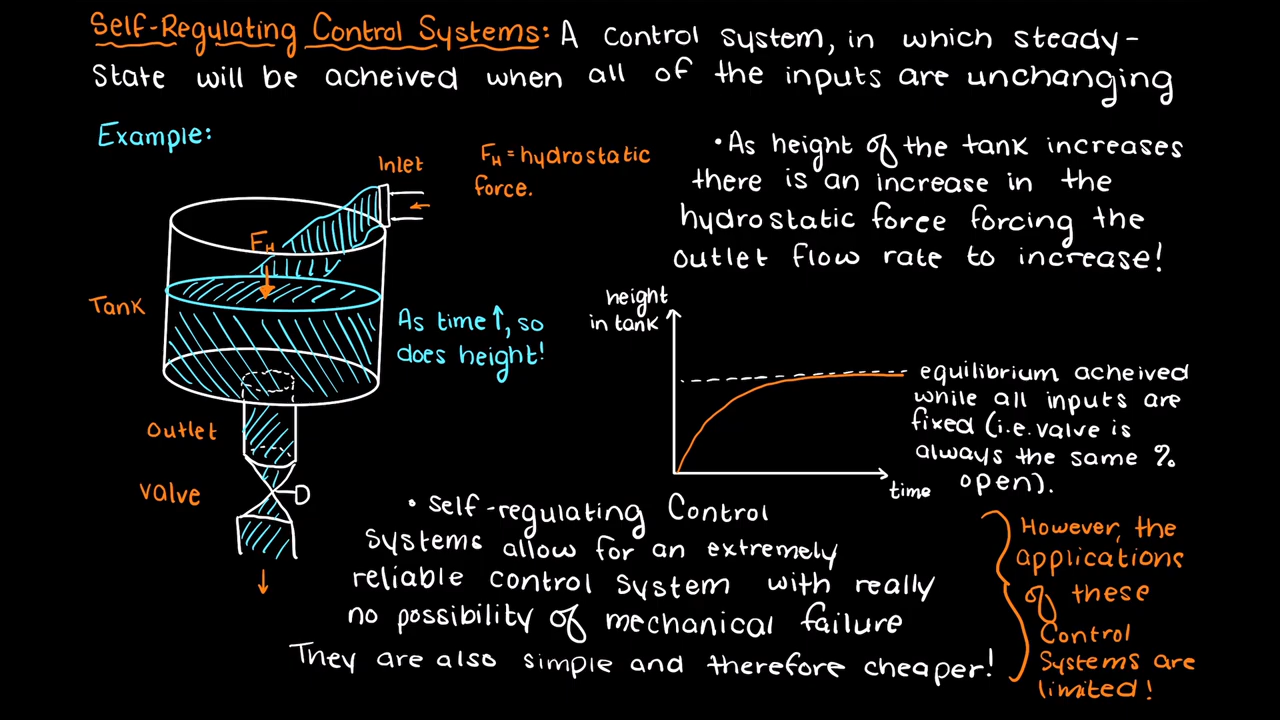 Self-Regulating Control Systems: A control system, in which steady-
State will be acheived when all of the inputs are unchanging
Example:
Inlet
FH = hydrostatic
force.
FH
Tank
As time ↑, so
does height!
Outlet
valve
• As height of the tank increases
there is an increase in the
hydrostatic force forcing the
outlet flow rate to increase!
height
in tank
time
equilibrium acheived
while all inputs are
fixed (i.e. valve is
always the same %
open).
• Self-regulating Control
Systems allow for an extremely
reliable control system with really
no possibility of mechanical failure
They are also simple and therefore cheaper!
However, the
applications
of these
Control
Systems are
limited!